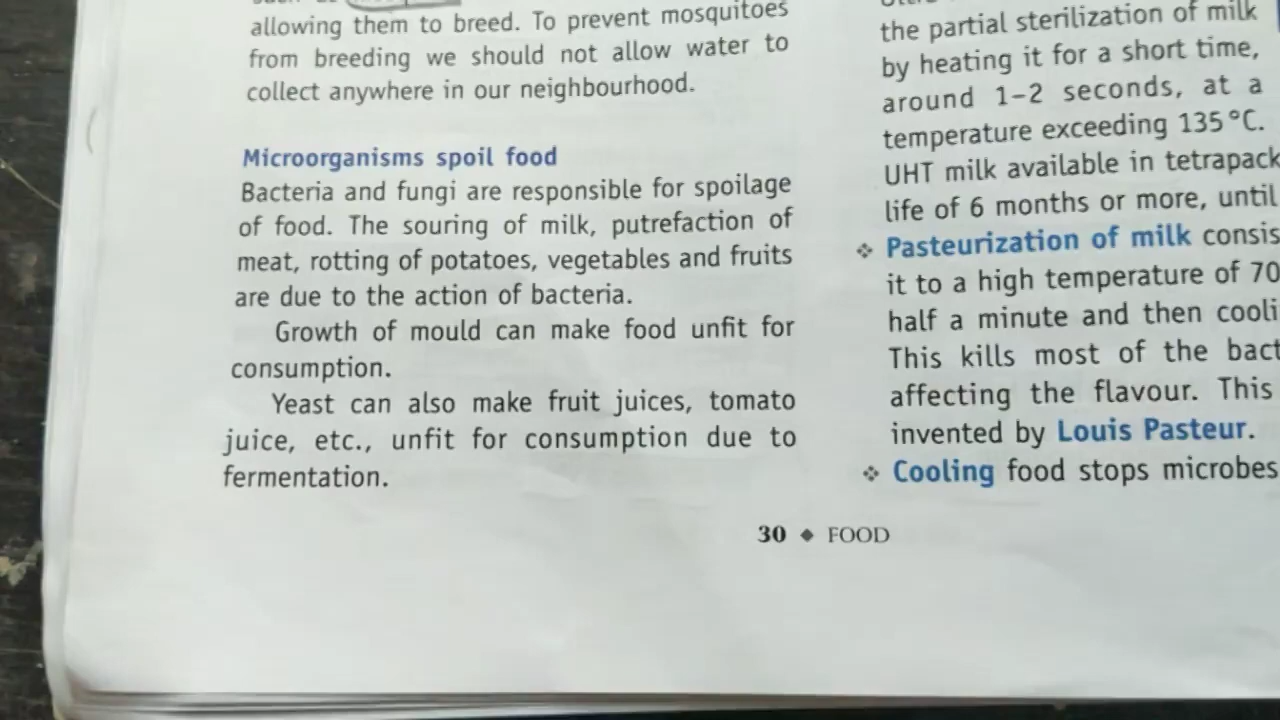 allowing them to breed. To prevent mosquitoes
from breeding we should not allow water to
collect anywhere in our neighbourhood.
Microorganisms spoil food
Bacteria and fungi are responsible for spoilage
of food. The souring of milk, putrefaction of
meat, rotting of potatoes, vegetables and fruits
are due to the action of bacteria.
Growth of mould can make food unfit for
consumption.
Yeast can also make fruit juices, tomato
juice, etc., unfit for consumption due to
fermentation.
the partial sterilization of milk
by heating it for a short time,
around 1–2 seconds, at a
temperature exceeding 135 °C.
UHT milk available in tetrapack
life of 6 months or more, until
❖ Pasteurization of milk consis
it to a high temperature of 70
half a minute and then cooli
This kills most of the bact
affecting the flavour. This
invented by Louis Pasteur.
❖ Cooling food stops microbes
30 ◆ FOOD